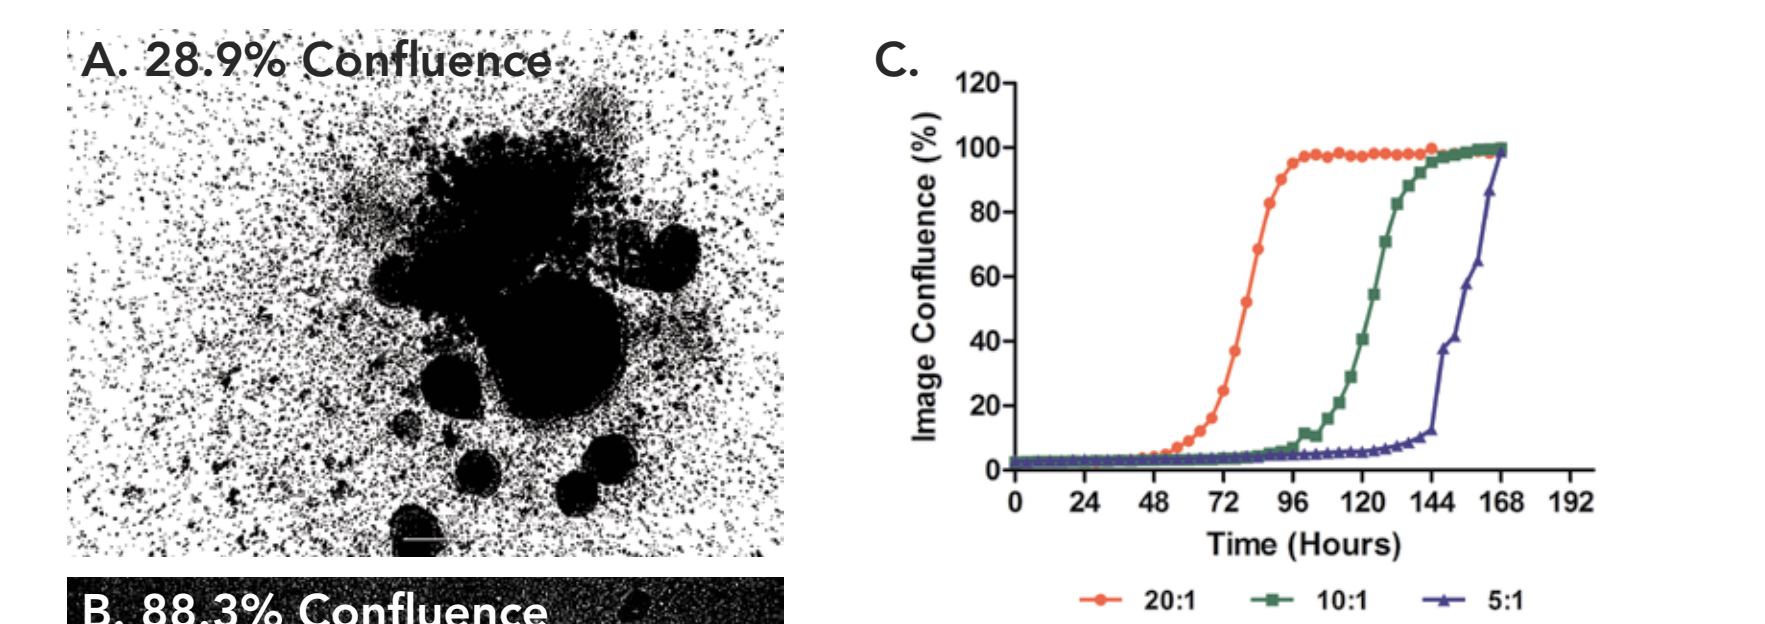 A. 28.9% Confluence
B. 88.3% Confluence
C.
Image Confluence (%)
120
100
80
60
40
20
0
0 24 48 72 96 120 144 168 192
Time (Hours)
20:1 10:1 5:1